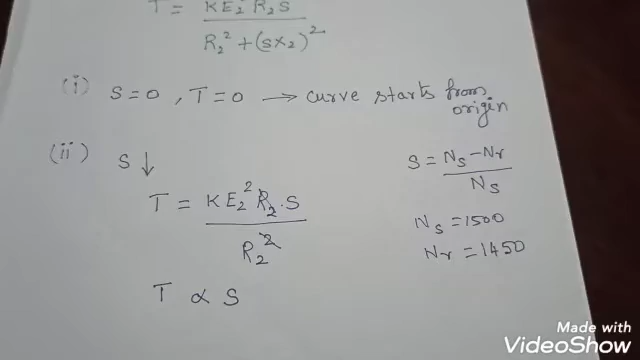 T = KE₂² R₂ S / R₂² + (SX₂)²
(i) S=0 , T=0 → curve starts from origin
(ii) S ↓
T = KE₂² R₂ . S / R₂²
T ∝ S
S = Ns - Nr / Ns
Ns = 1500
Nr = 1450
Made with
VideoShow